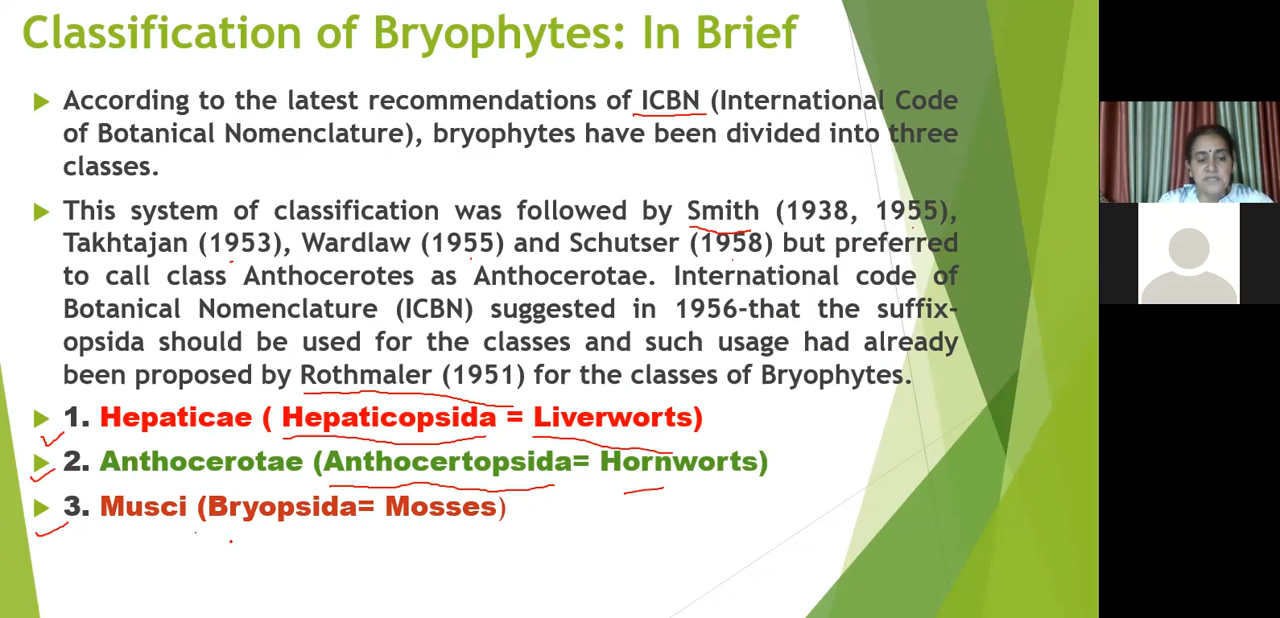 Classification of Bryophytes: In Brief
According to the latest recommendations of ICBN (International Code
of Botanical Nomenclature), bryophytes have been divided into three
classes.
This system of classification was followed by Smith (1938, 1955),
Takhtajan (1953), Wardlaw (1955) and Schutser (1958) but preferred
to call class Anthocerotes as Anthocerotae. International code of
Botanical Nomenclature (ICBN) suggested in 1956-that the suffix-
opsida should be used for the classes and such usage had already
been proposed by Rothmaler (1951) for the classes of Bryophytes.
1. Hepaticae ( Hepaticopsida = Liverworts)
2. Anthocerotae (Anthocertopsida= Hornworts)
3. Musci (Bryopsida= Mosses)